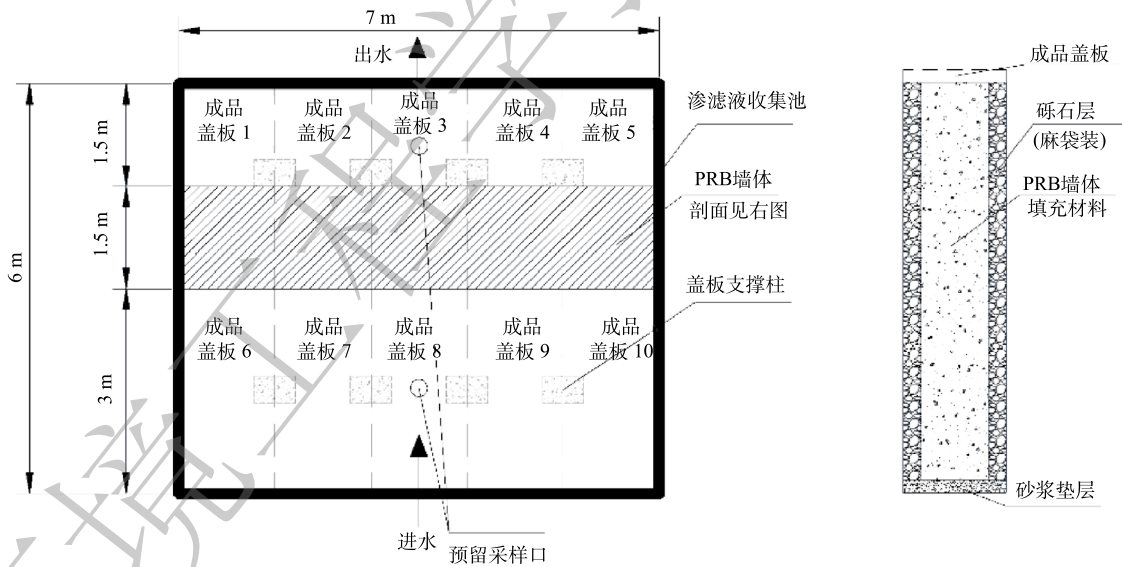 7 m
出水
成品 成品 成品 成品 成品
盖板 1 盖板 2 盖板 3 盖板 4 盖板 5
1.5 m
1.5 m
3 m
6 m
成品 成品 成品 成品 成品
盖板 6 盖板 7 盖板 8 盖板 9 盖板 10
进水
预留采样口
渗滤液收集池
PRB墙体
剖面见右图
盖板支撑柱
成品盖板
砾石层
(麻袋装)
PRB墙体
填充材料
砂浆垫层
境工程学